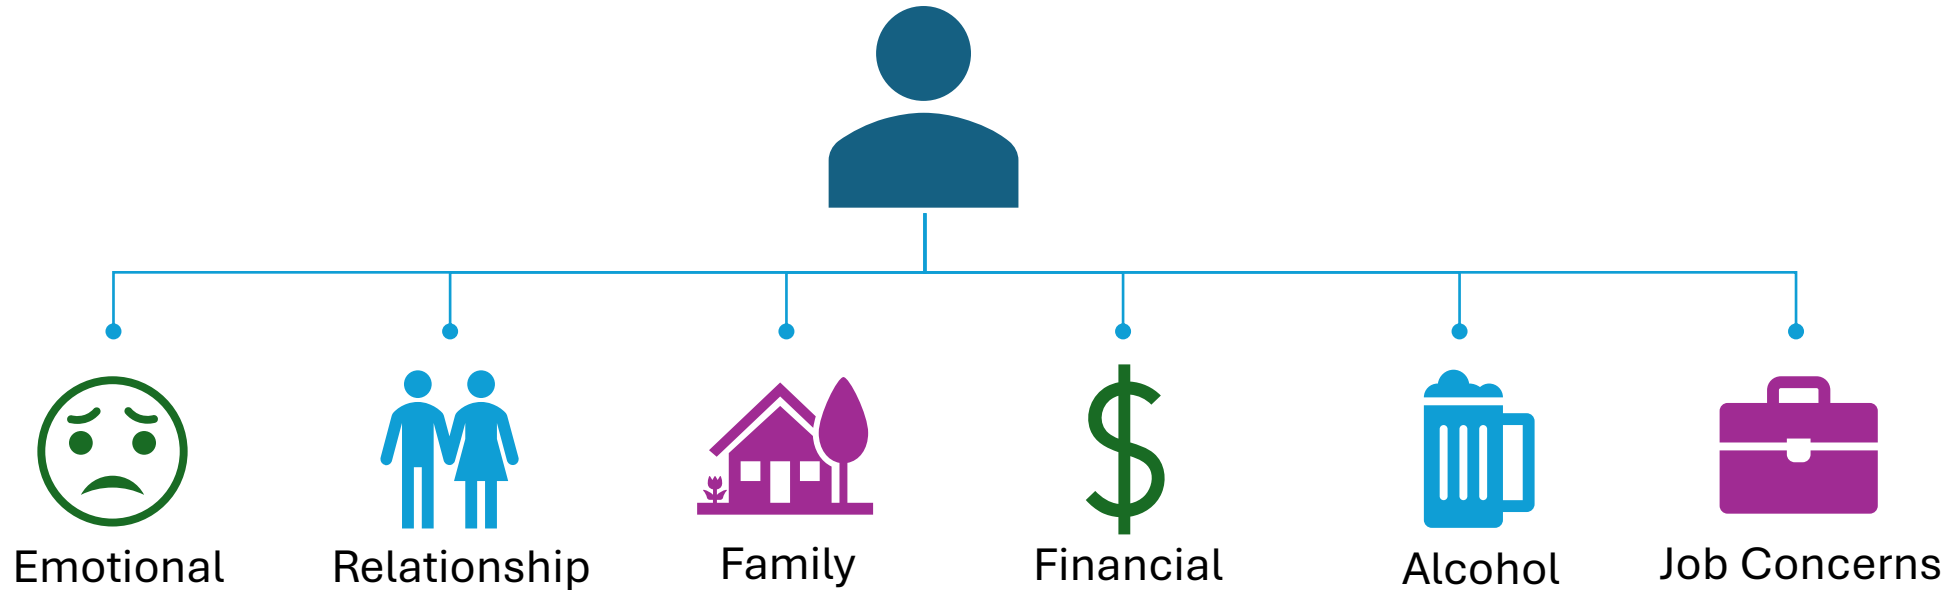 Emotional
Relationship
Family
Financial
Alcohol
Job Concerns